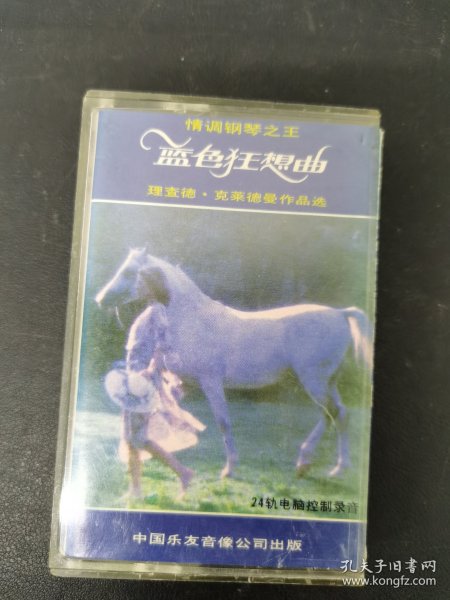 情调钢琴之王
蓝色狂想曲
理查德·克莱德曼作品选
24轨电脑控制录音
中国乐友音像公司出版
孔夫子旧书网
www.kongfz.com